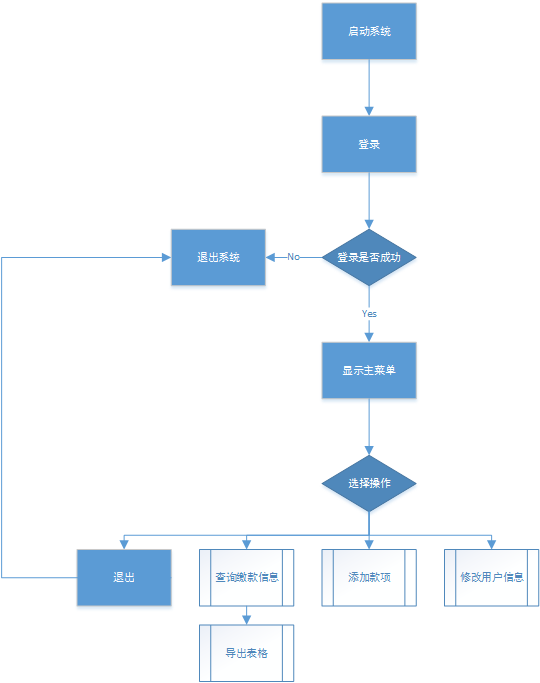 启动系统
登录
退出系统
No
登录是否成功
Yes
显示主菜单
选择操作
退出
查询缴款信息
添加款项
修改用户信息
导出表格